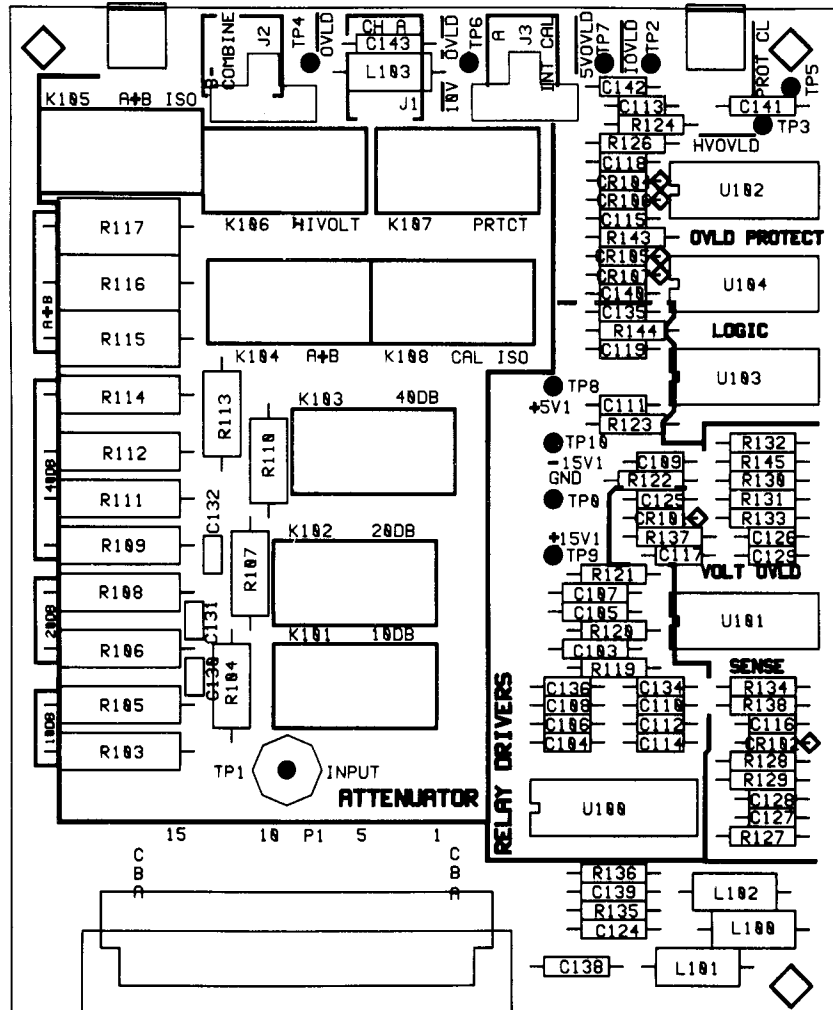 B-
COMBINE
J2
TP4
OVLD
CH A
C143
L103
J1
OVLD
10V
TP6
A
J3
INT CAL
5VOVLD
TP7
IOVLD
TP2
PROT CL
TP5
C142
C113
C141
R124
TP3
HVOVLD
R126
C118
CR104
CR106
C115
R143
CR105
CR107
C140
C135
R144
C119
U102
OVLD PROTECT
U104
LOGIC
U103
K105 A+B ISO
K106 HIVOLT
K107 PRTCT
K104 A+B
K108 CAL ISO
K103 40DB
K102 20DB
K101 10DB
A+B
R117
R116
R115
40DB
R114
R112
R111
R109
20DB
R108
R106
10DB
R105
R103
R113
R110
C132
R107
C131
C130
R104
TP1 INPUT
ATTENUATOR
TP8
+5V1
C111
R123
TP10
-15V1
GND
TP0
+15V1
TP9
C109
R122
C125
CR101
R137
C117
R132
R145
R130
R131
R133
C126
C129
VOLT OVLD
U101
SENSE
R121
C107
C105
R120
C103
R119
C136
C108
C106
C104
C134
C110
C112
C114
RELAY DRIVERS
U100
R134
R138
C116
CR102
R128
R129
C128
C127
R127
15 10 P1 5 1
C
B
A
C
B
A
R136
C139
R135
C124
C138
L102
L100
L101